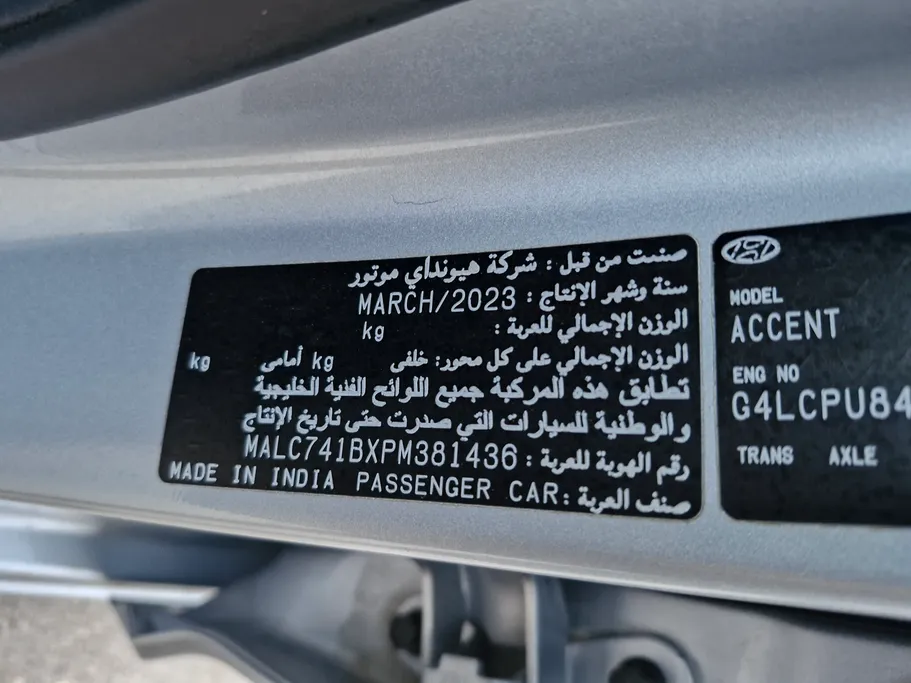 صنعت من قبل : شركة هيونداي موتور
سنة وشهر الإنتاج : MARCH/2023
الوزن الإجمالي للعربة : kg
الوزن الإجمالي على كل محور: خلفى kg أمامى kg
تطابق هذه المركبة جميع اللوائح الفنية الخليجية
والوطنية للسيارات التي صدرت حتى تاريخ الإنتاج
رقم الهوية للعربة : MALC741BXPM381436
صنف العربة : PASSENGER CAR MADE IN INDIA
MODEL
ACCENT
ENG NO
G4LCPU84
TRANS AXLE